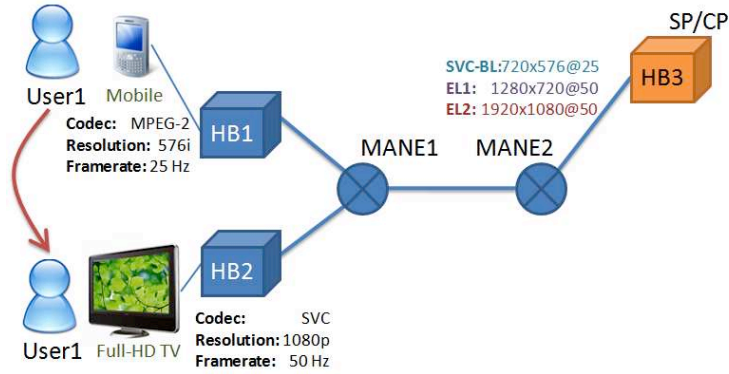 SP/CP
SVC-BL:720x576@25
EL1: 1280x720@50
EL2: 1920x1080@50
HB3
User1
Mobile
Codec: MPEG-2
Resolution: 576i
Framerate: 25 Hz
HB1
MANE1
MANE2
HB2
User1
Full-HD TV
Codec: SVC
Resolution: 1080p
Framerate: 50 Hz